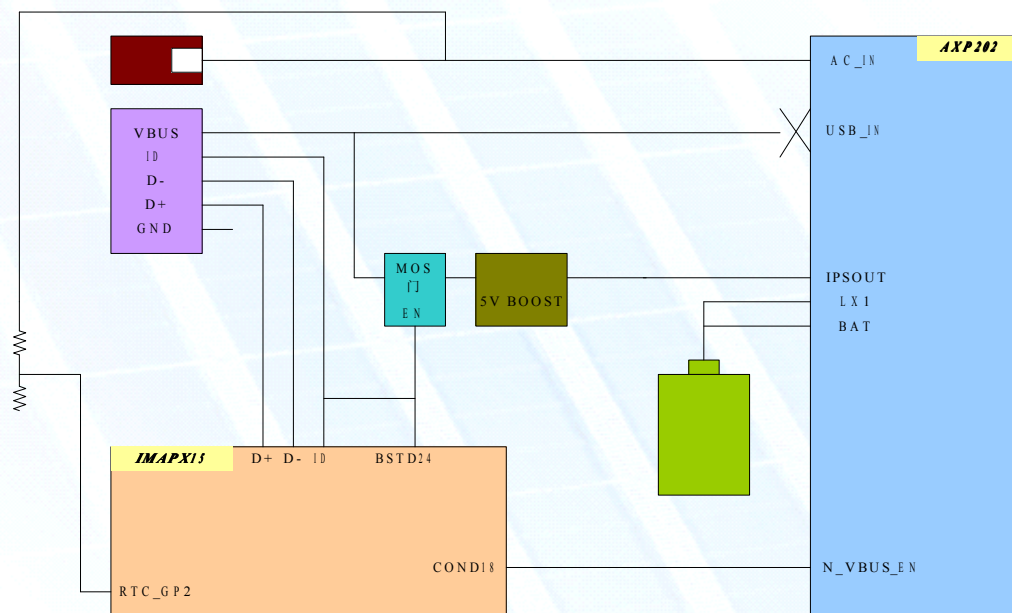 AXP202
AC_IN
VBUS
USB_IN
ID
D-
D+
GND
MOS
门
EN
5V BOOST
IPSOUT
LX1
BAT
IMAPX15
D+ D- ID BSTD24
COND18
N_VBUS_EN
RTC_GP2